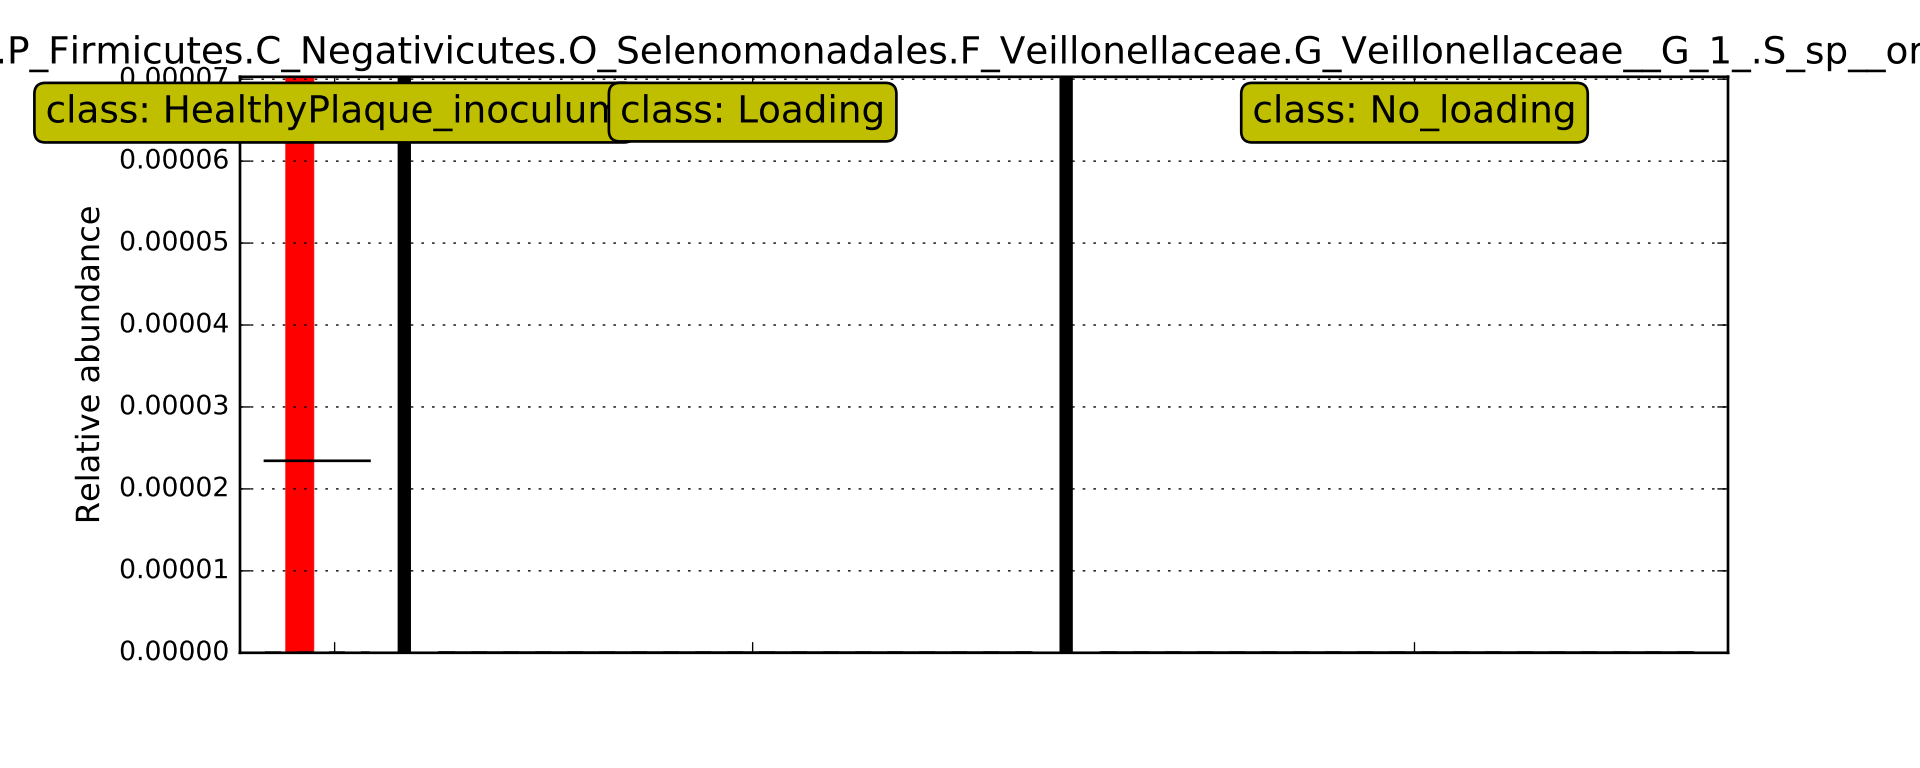 .P_Firmicutes.C_Negativicutes.O_Selenomonadales.F_Veillonellaceae.G_Veillonellaceae__G_1_.S_sp__or
0.00007
class: HealthyPlaque_inoculum
class: Loading
class: No_loading
0.00006
0.00005
0.00004
0.00003
0.00002
0.00001
0.00000
Relative abundance